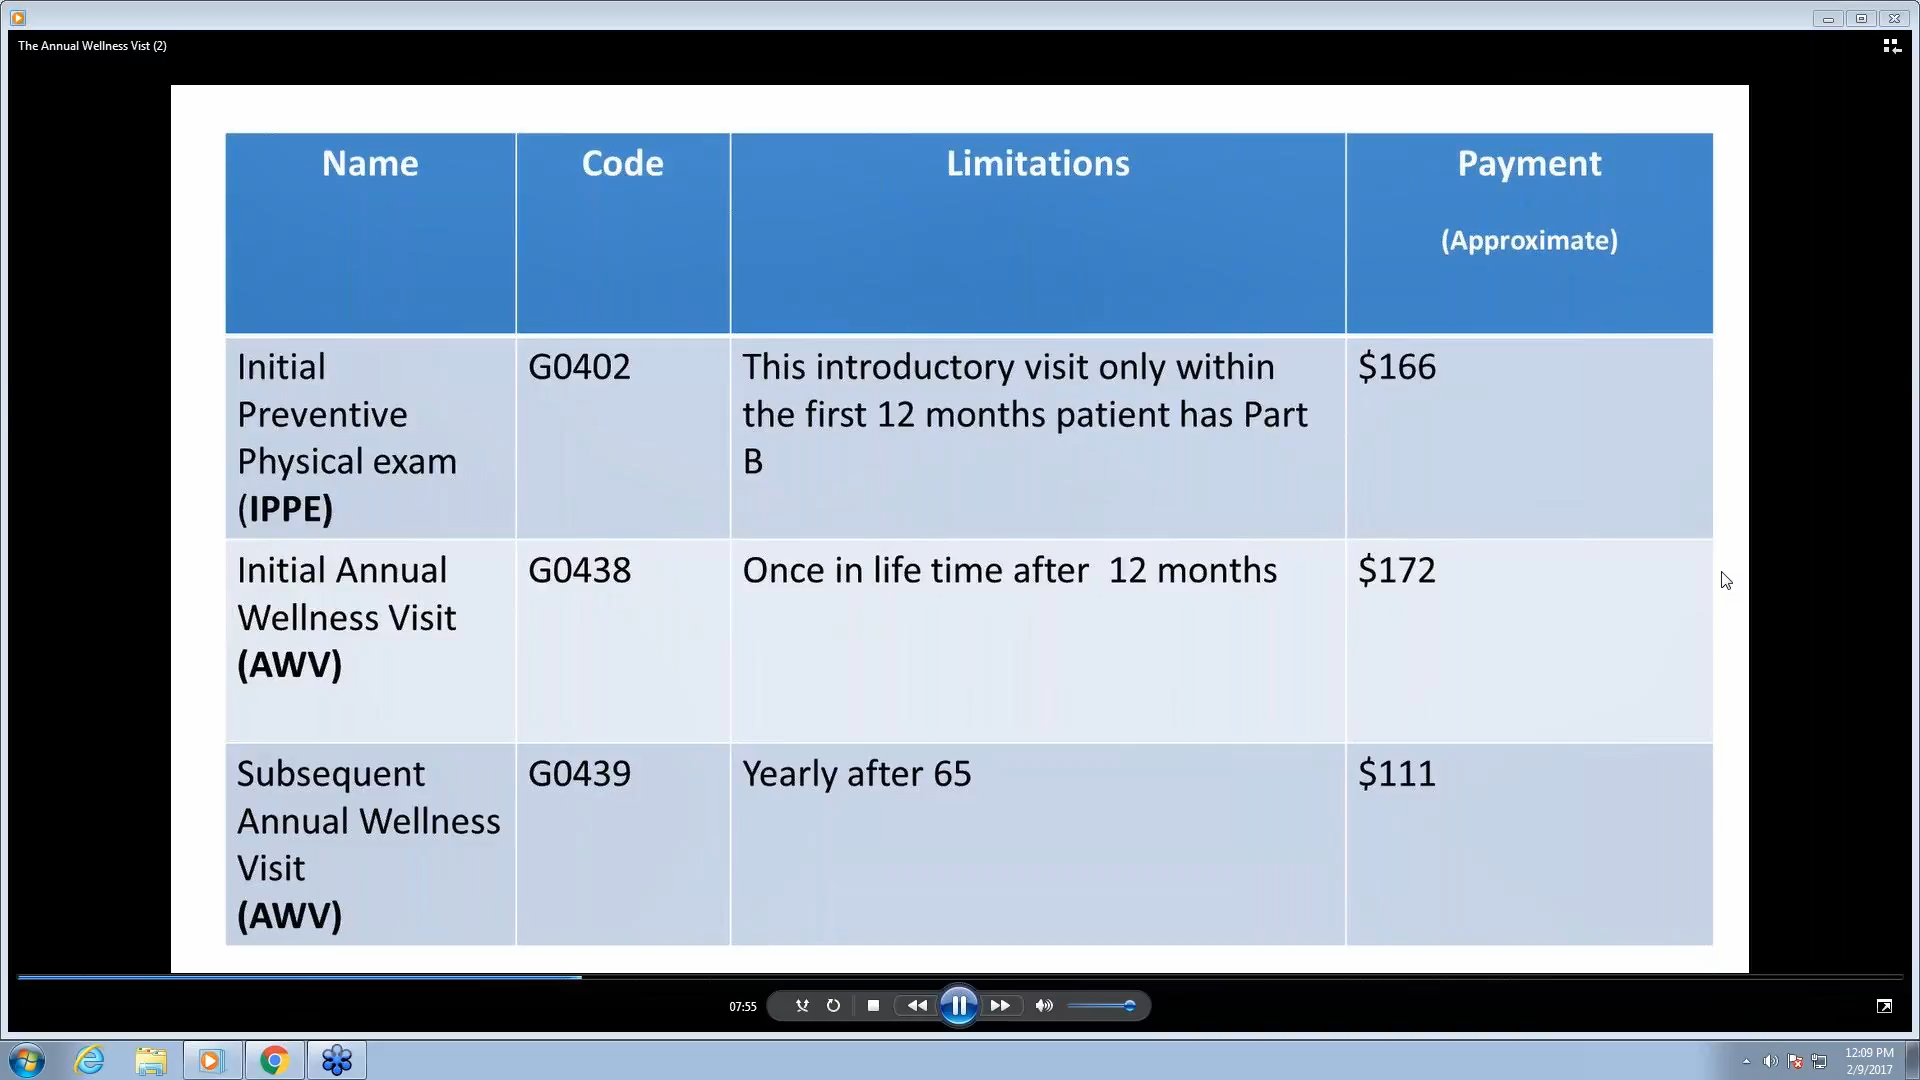 The Annual Wellness Vist (2)
Name
Code
Limitations
Payment
(Approximate)
Initial
Preventive
Physical exam
(IPPE)
G0402
This introductory visit only within
the first 12 months patient has Part
B
$166
Initial Annual
Wellness Visit
(AWV)
G0438
Once in life time after  12 months
$172
Subsequent
Annual Wellness
Visit
(AWV)
G0439
Yearly after 65
$111
07:55
12:09 PM
2/9/2017